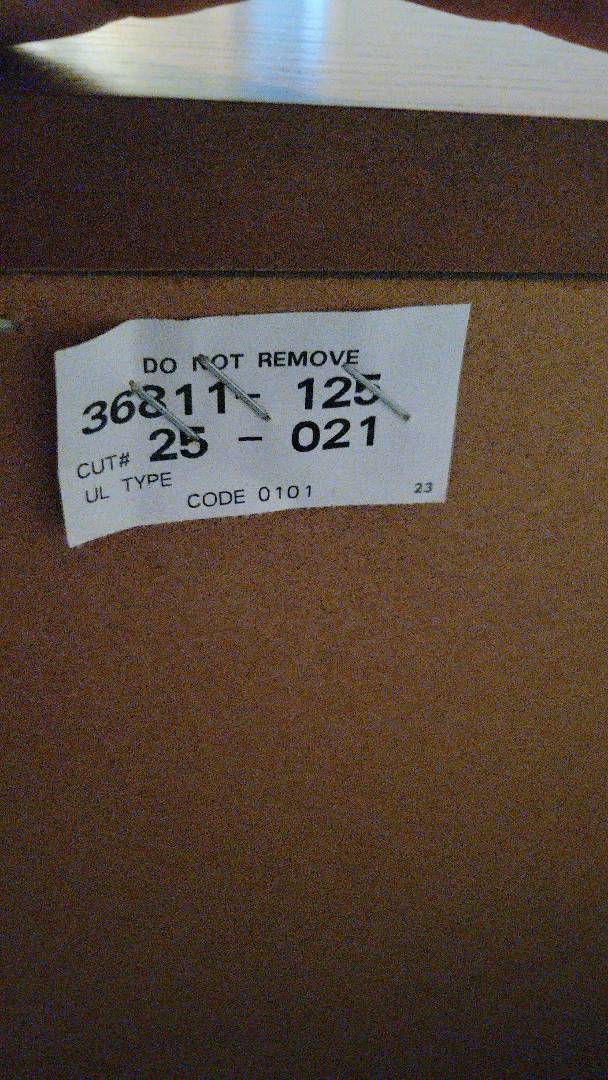 DO NOT REMOVE
36811- 125
CUT# 25 - 021
UL TYPE
CODE 0101 23